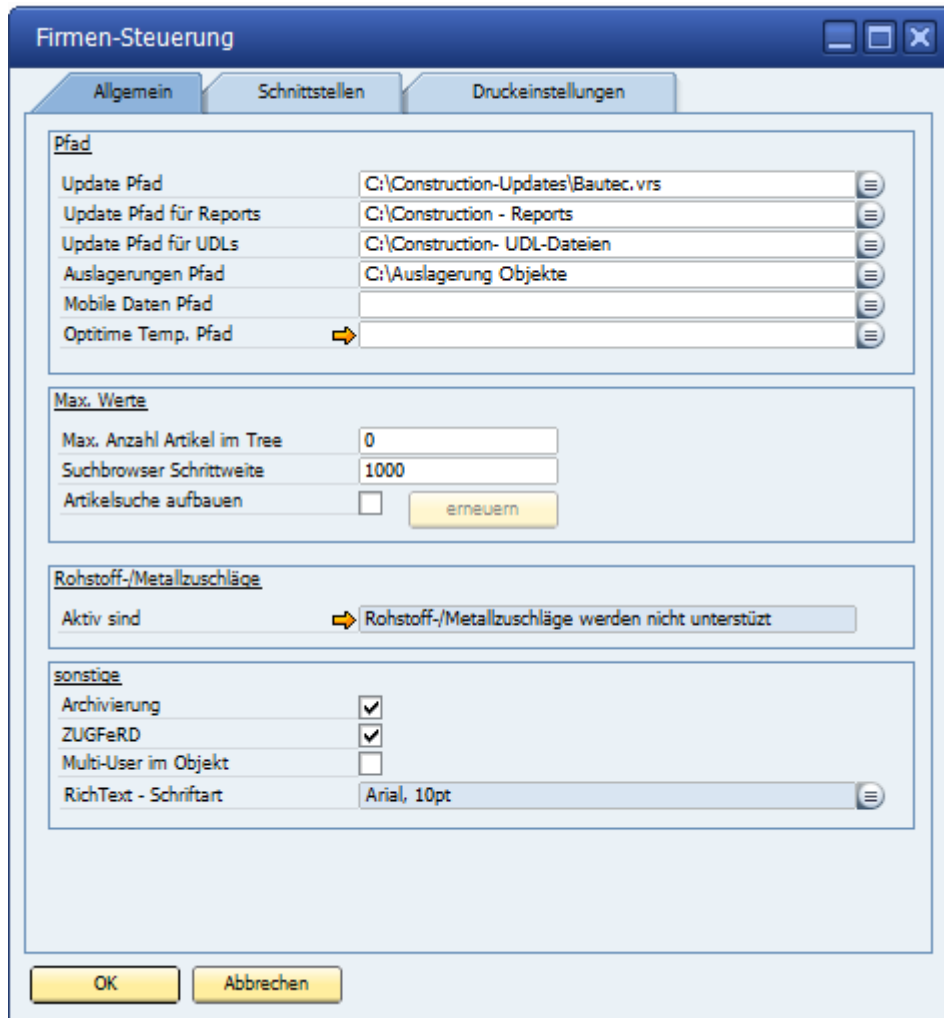 Firmen-Steuerung
Allgemein Schnittstellen Druckeinstellungen
Pfad
Update Pfad C:\Construction-Updates\Bautec.vrs
Update Pfad für Reports C:\Construction - Reports
Update Pfad für UDLs C:\Construction- UDL-Dateien
Auslagerungen Pfad C:\Auslagerung Objekte
Mobile Daten Pfad
Optitime Temp. Pfad
Max. Werte
Max. Anzahl Artikel im Tree 0
Suchbrowser Schrittweite 1000
Artikelsuche aufbauen erneuern
Rohstoff-/Metallzuschläge
Aktiv sind Rohstoff-/Metallzuschläge werden nicht unterstüzt
sonstige
Archivierung
ZUGFeRD
Multi-User im Objekt
RichText - Schriftart Arial, 10pt
OK Abbrechen